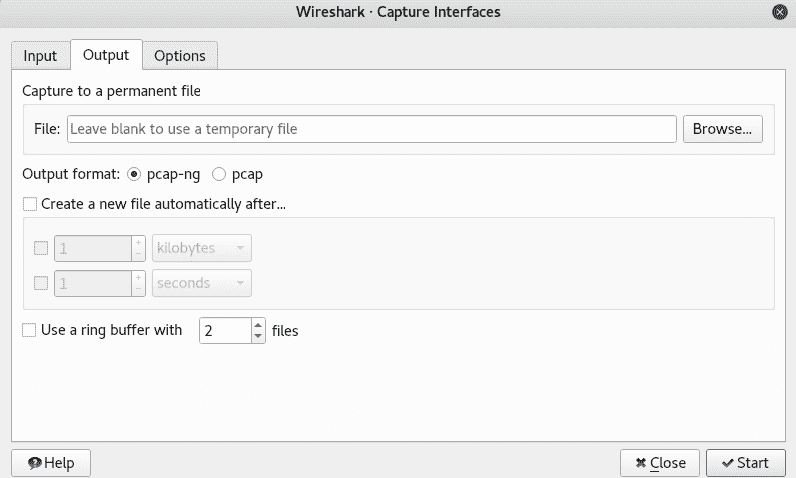 Wireshark · Capture Interfaces
Input Output Options
Capture to a permanent file
File: Leave blank to use a temporary file Browse...
Output format: pcap-ng pcap
Create a new file automatically after...
1 kilobytes
1 seconds
Use a ring buffer with 2 files
Help Close Start